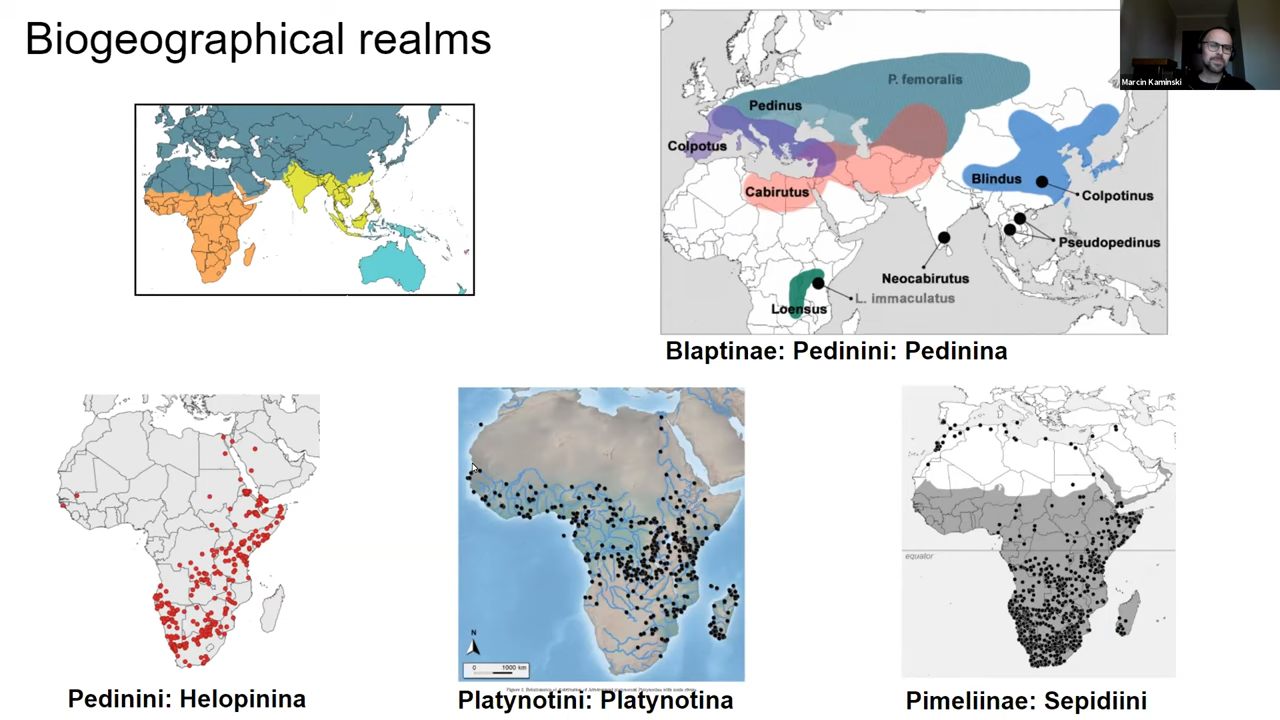 Biogeographical realms
Marcin Kaminski
P. femoralis
Pedinus
Colpotus
Cabirutus
Blindus
Colpotinus
Pseudopedinus
Neocabirutus
L. immaculatus
Loensus
Blaptinae: Pedinini: Pedinina
equator
N
0 1000 km
Pedinini: Helopinina
Platynotini: Platynotina
Pimeliinae: Sepidiini